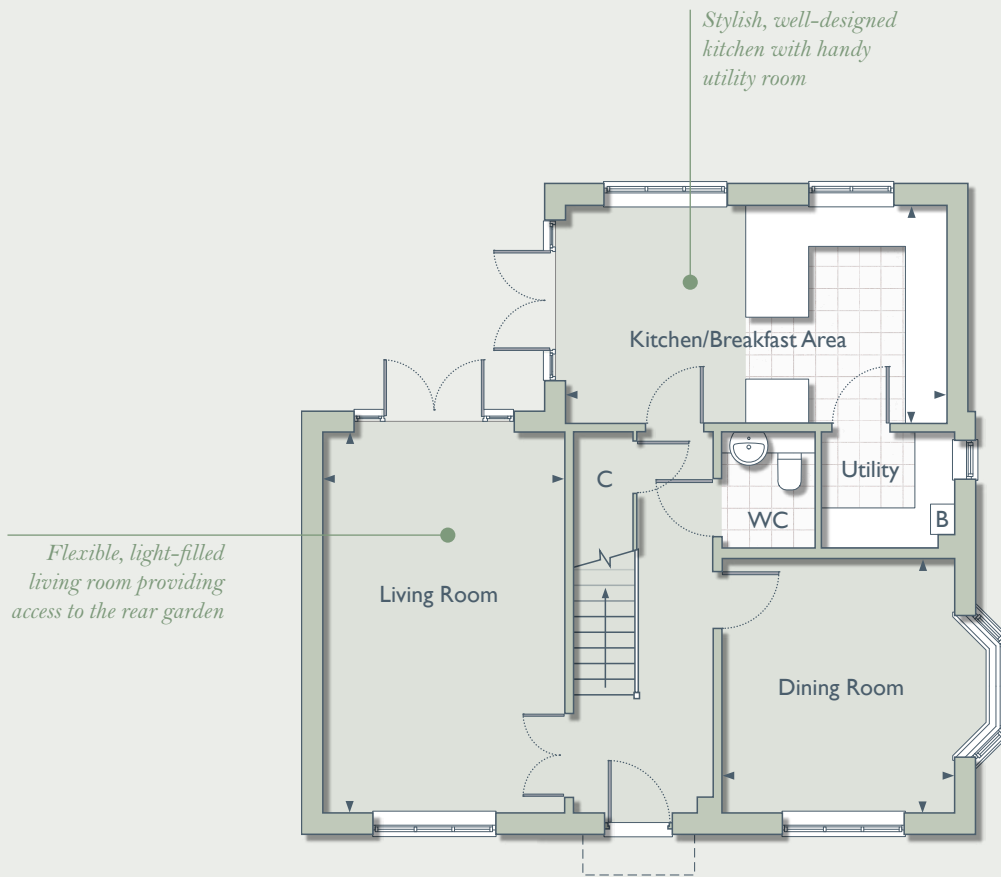 Stylish, well-designed
kitchen with handy
utility room
Kitchen/Breakfast Area
C
Utility
WC
B
Flexible, light-filled
living room providing
access to the rear garden
Living Room
Dining Room